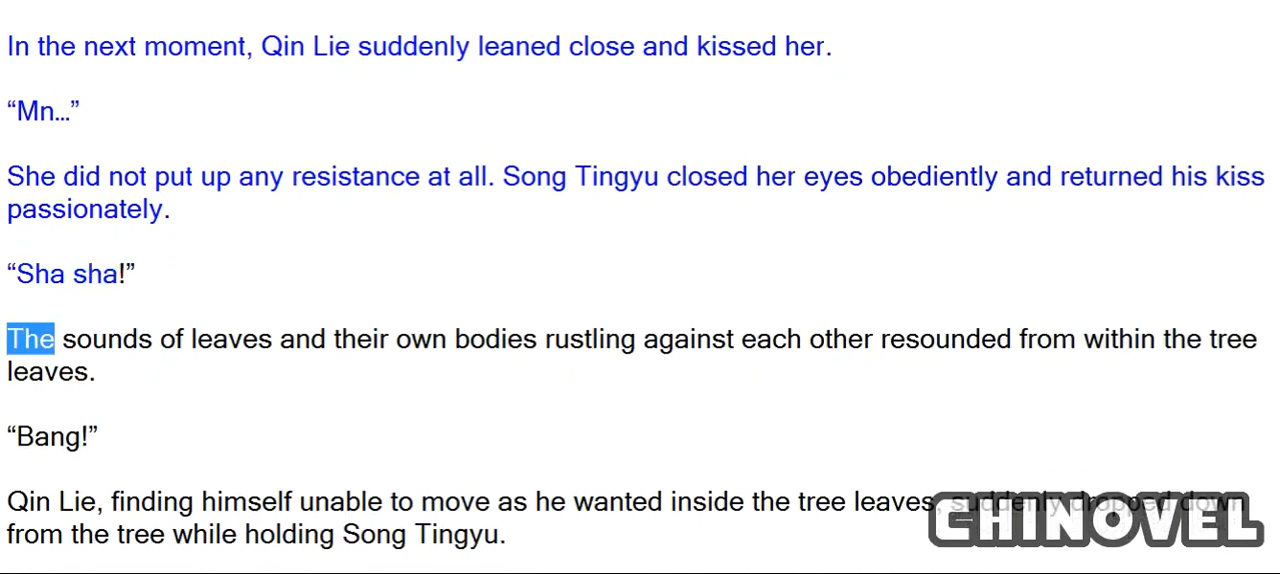 In the next moment, Qin Lie suddenly leaned close and kissed her.
“Mn…”
She did not put up any resistance at all. Song Tingyu closed her eyes obediently and returned his kiss
passionately.
“Sha sha!”
The sounds of leaves and their own bodies rustling against each other resounded from within the tree
leaves.
“Bang!”
Qin Lie, finding himself unable to move as he wanted inside the tree leaves, suddenly dropped down
from the tree while holding Song Tingyu.
CHINOVEL